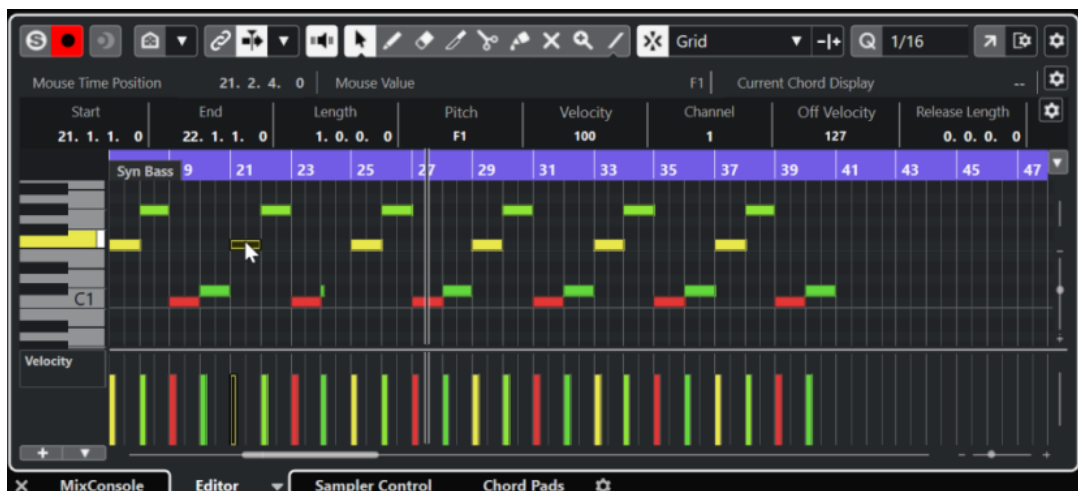 S Grid Q 1/16
Mouse Time Position 21. 2. 4. 0 Mouse Value F1 Current Chord Display --
Start End Length Pitch Velocity Channel Off Velocity Release Length
21. 1. 1. 0 22. 1. 1. 0 1. 0. 0. 0 F1 100 1 127 0. 0. 0. 0
Syn Bass 9 21 23 25 27 29 31 33 35 37 39 41 43 45 47
C1
Velocity
MixConsole Editor Sampler Control Chord Pads